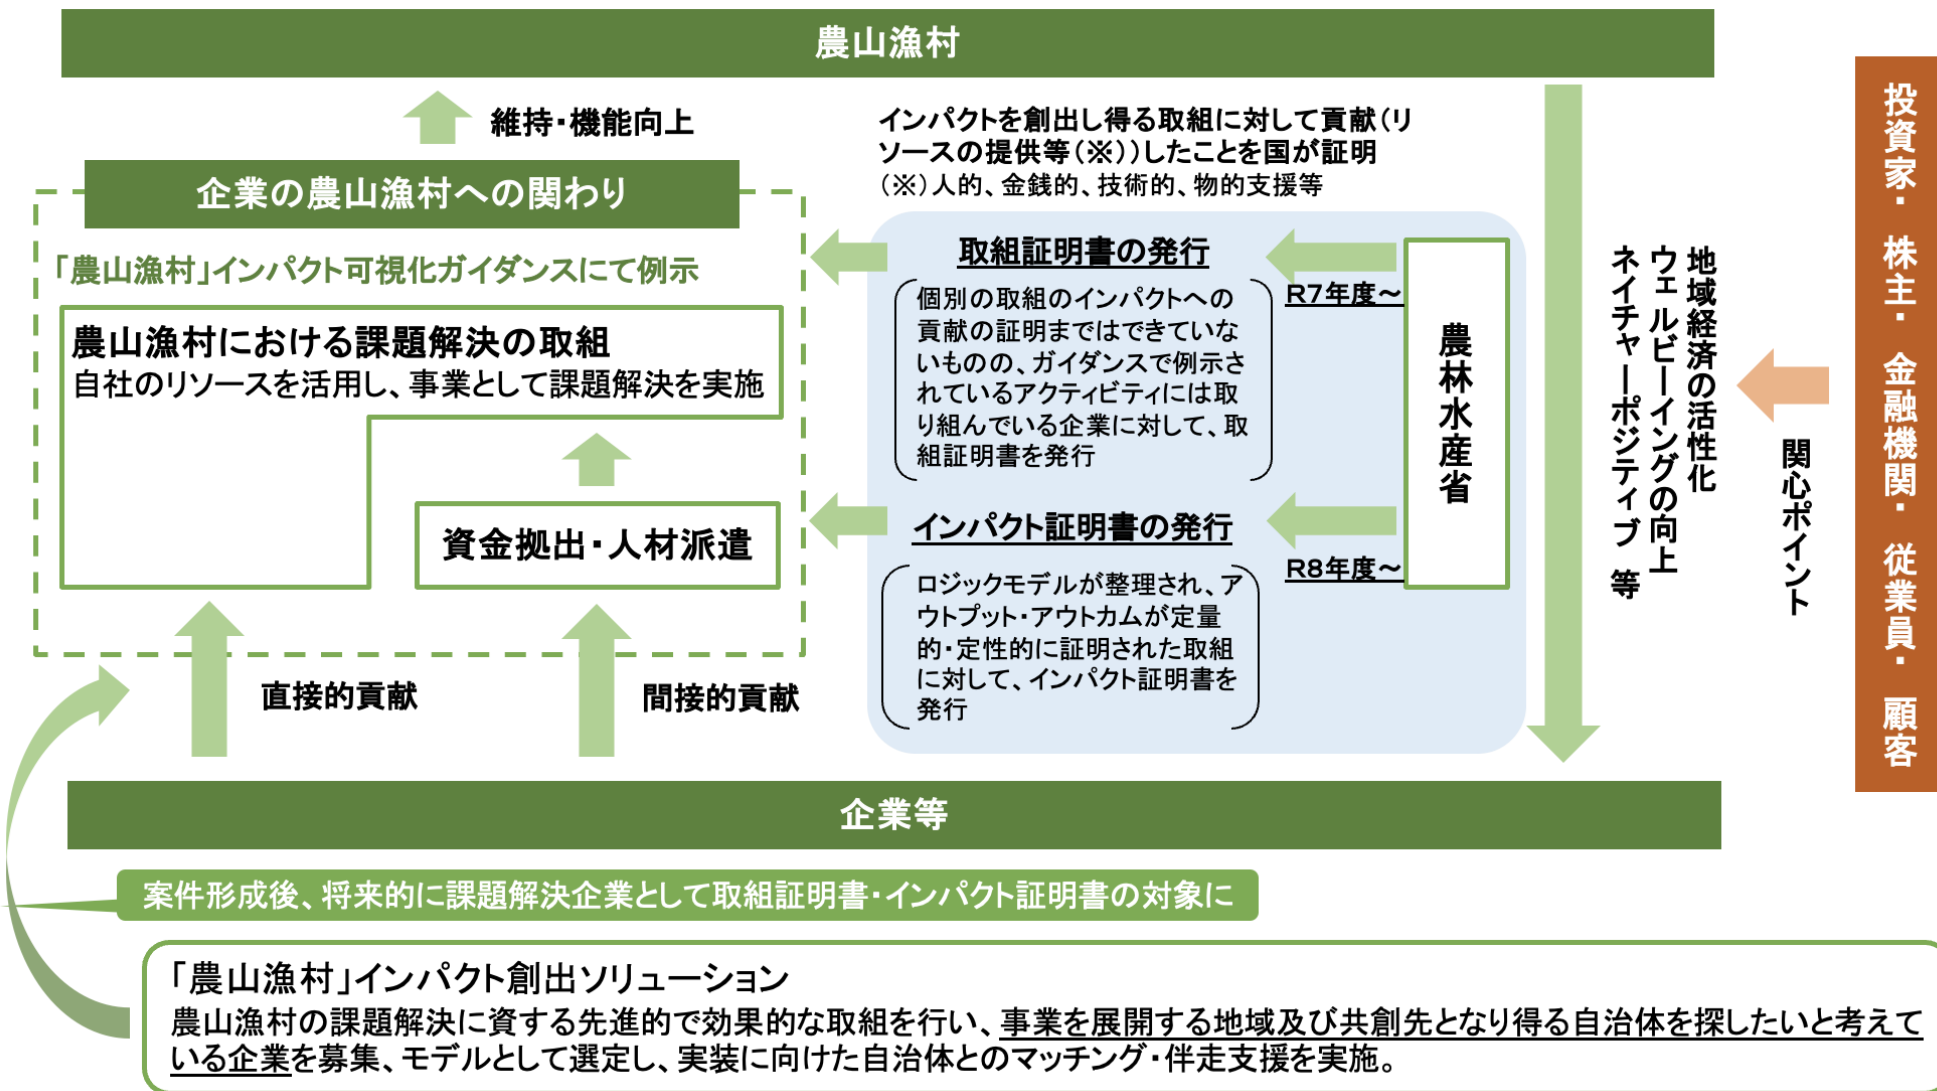 農山漁村
維持・機能向上
インパクトを創出し得る取組に対して貢献(リ
ソースの提供等(※))したことを国が証明
(※)人的、金銭的、技術的、物的支援等
企業の農山漁村への関わり
「農山漁村」インパクト可視化ガイダンスにて例示
農山漁村における課題解決の取組
自社のリソースを活用し、事業として課題解決を実施
資金拠出・人材派遣
直接的貢献
間接的貢献
取組証明書の発行
個別の取組のインパクトへの
貢献の証明まではできていな
いものの、ガイダンスで例示さ
れているアクティビティには取
り組んでいる企業に対して、取
組証明書を発行
R7年度～
インパクト証明書の発行
R8年度～
ロジックモデルが整理され、ア
ウトプット・アウトカムが定量
的・定性的に証明された取組
に対して、インパクト証明書を
発行
農林水産省
地域経済の活性化
ウェルビーイングの向上
ネイチャーポジティブ 等
関心ポイント
投資家・株主・金融機関・従業員・顧客
企業等
案件形成後、将来的に課題解決企業として取組証明書・インパクト証明書の対象に
「農山漁村」インパクト創出ソリューション
農山漁村の課題解決に資する先進的で効果的な取組を行い、事業を展開する地域及び共創先となり得る自治体を探したいと考えて
いる企業を募集、モデルとして選定し、実装に向けた自治体とのマッチング・伴走支援を実施。